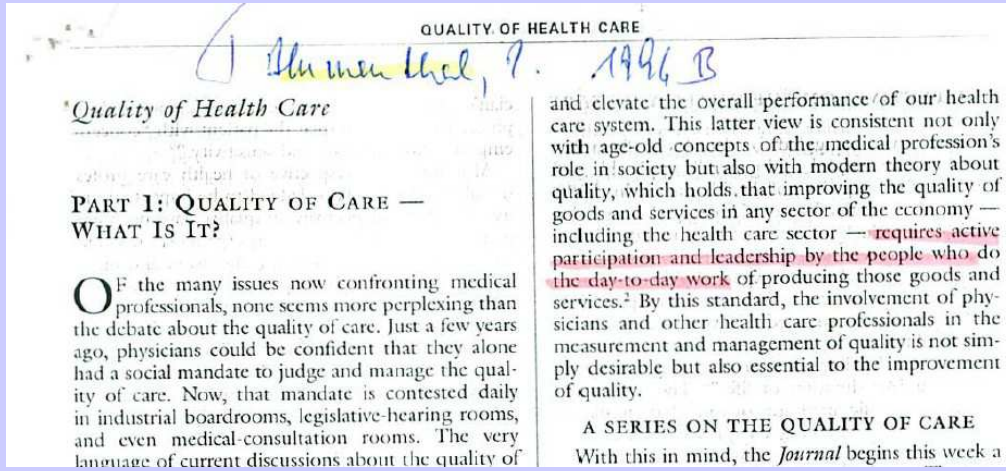 QUALITY OF HEALTH CARE
Blumenthal, D. 1996 B
Quality of Health Care
PART 1: QUALITY OF CARE —
WHAT IS IT?
OF the many issues now confronting medical
professionals, none seems more perplexing than
the debate about the quality of care. Just a few years
ago, physicians could be confident that they alone
had a social mandate to judge and manage the qual-
ity of care. Now, that mandate is contested daily
in industrial boardrooms, legislative-hearing rooms,
and even medical-consultation rooms. The very
language of current discussions about the quality of
and elevate the overall performance of our health
care system. This latter view is consistent not only
with age-old concepts of the medical profession's
role in society but also with modern theory about
quality, which holds that improving the quality of
goods and services in any sector of the economy —
including the health care sector — requires active
participation and leadership by the people who do
the day-to-day work of producing those goods and
services.² By this standard, the involvement of phy-
sicians and other health care professionals in the
measurement and management of quality is not sim-
ply desirable but also essential to the improvement
of quality.
A SERIES ON THE QUALITY OF CARE
With this in mind, the Journal begins this week a